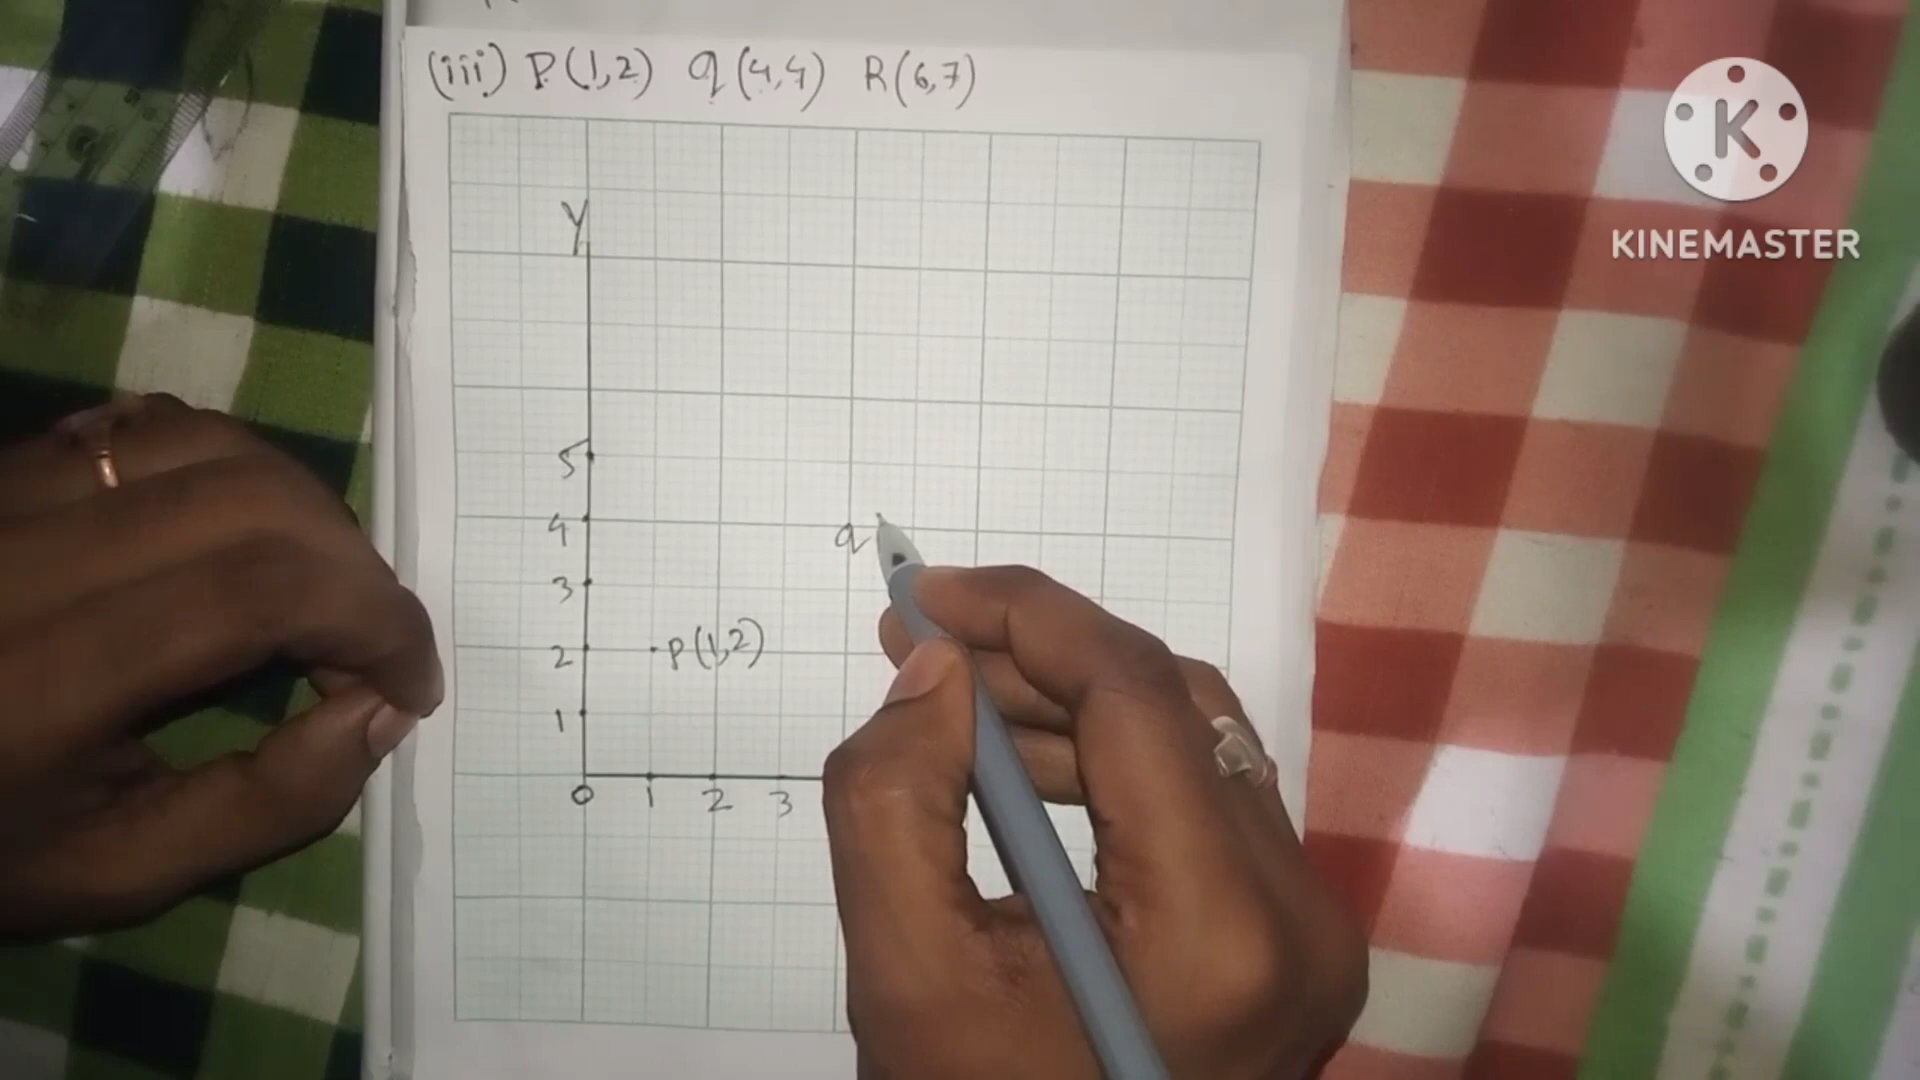 (iii) P(1,2) q(4,4) R(6,7)
K
KINEMASTER
Y
5
4
q
3
2
P(1,2)
1
0 1 2 3